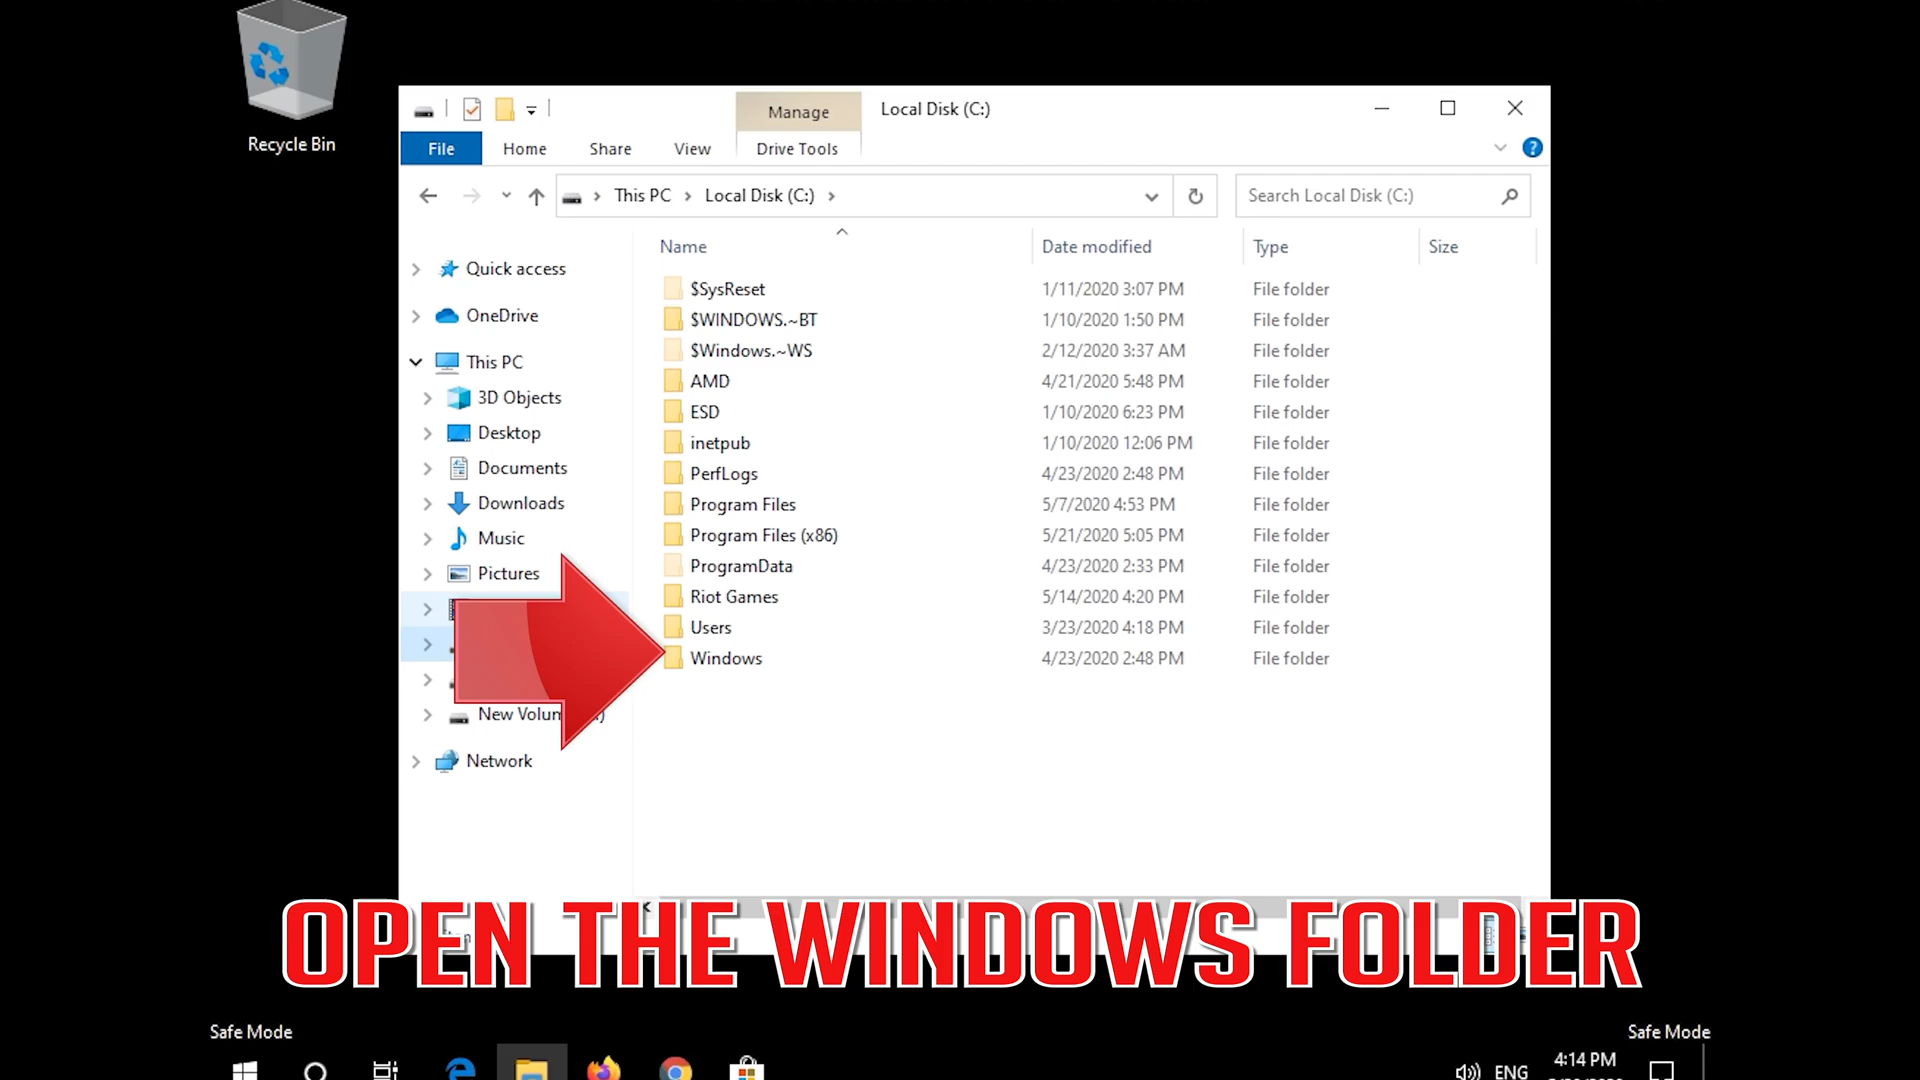 Recycle Bin
Manage
Local Disk (C:)
File
Home
Share
View
Drive Tools
This PC
Local Disk (C:)
Search Local Disk (C:)
Name
Date modified
Type
Size
Quick access
OneDrive
This PC
3D Objects
Desktop
Documents
Downloads
Music
Pictures
New Volum
Network
$SysReset 1/11/2020 3:07 PM File folder
$WINDOWS.~BT 1/10/2020 1:50 PM File folder
$Windows.~WS 2/12/2020 3:37 AM File folder
AMD 4/21/2020 5:48 PM File folder
ESD 1/10/2020 6:23 PM File folder
inetpub 1/10/2020 12:06 PM File folder
PerfLogs 4/23/2020 2:48 PM File folder
Program Files 5/7/2020 4:53 PM File folder
Program Files (x86) 5/21/2020 5:05 PM File folder
ProgramData 4/23/2020 2:33 PM File folder
Riot Games 5/14/2020 4:20 PM File folder
Users 3/23/2020 4:18 PM File folder
Windows 4/23/2020 2:48 PM File folder
OPEN THE WINDOWS FOLDER
Safe Mode
Safe Mode
ENG
4:14 PM